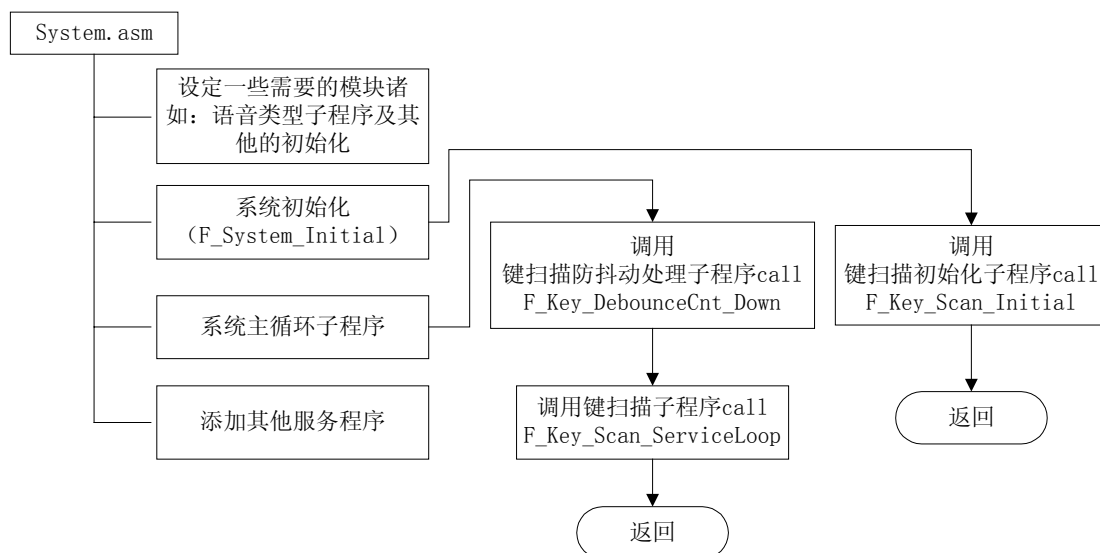 System.asm
设定一些需要的模块诸
如：语音类型子程序及其
他的初始化
系统初始化
（F_System_Initial）
系统主循环子程序
添加其他服务程序
调用
键扫描防抖动处理子程序call
F_Key_DebounceCnt_Down
调用键扫描子程序call
F_Key_Scan_ServiceLoop
返回
调用
键扫描初始化子程序call
F_Key_Scan_Initial
返回